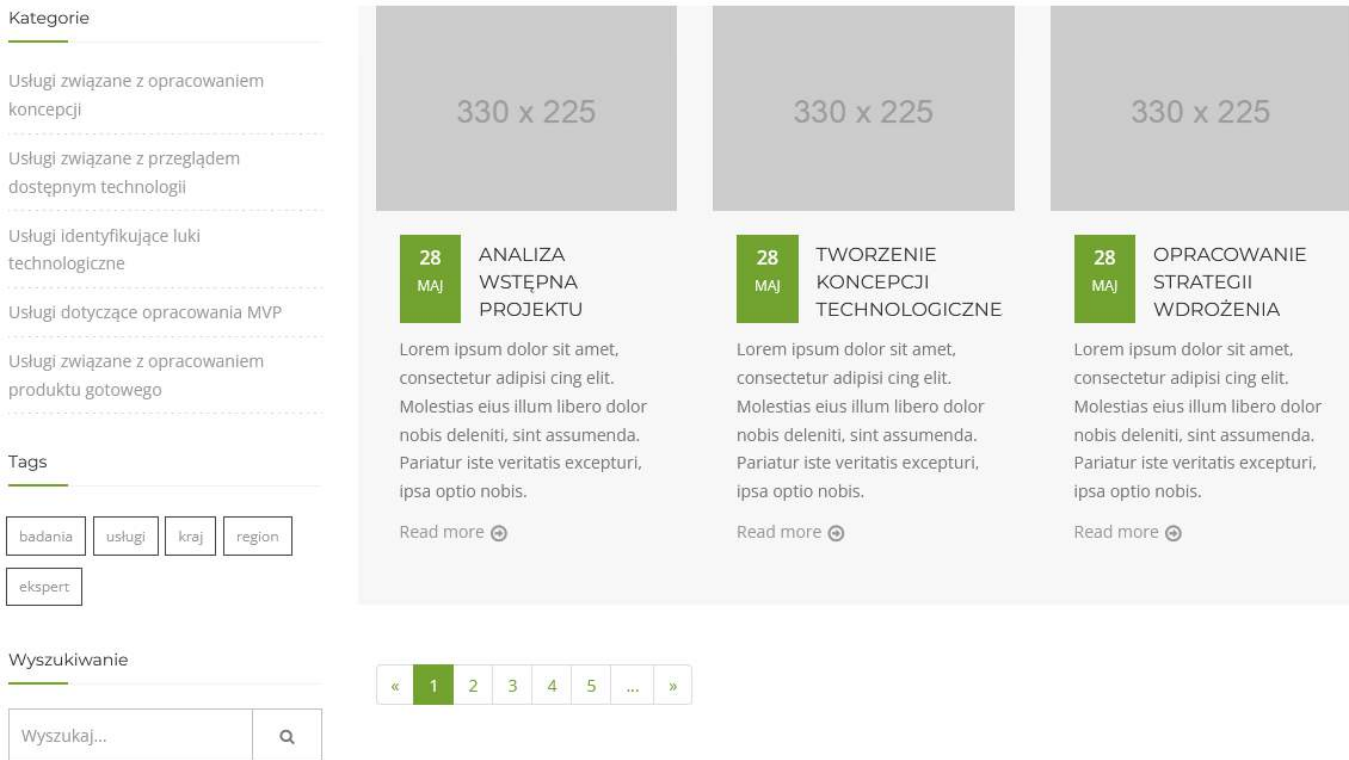 Kategorie
Usługi związane z opracowaniem
koncepcji
Usługi związane z przeglądem
dostępnym technologii
Usługi identyfikujące luki
technologiczne
Usługi dotyczące opracowania MVP
Usługi związane z opracowaniem
produktu gotowego
Tags
badania usługi kraj region
ekspert
Wyszukiwanie
Wyszukaj...
330 x 225
28
MAJ
ANALIZA
WSTĘPNA
PROJEKTU
Lorem ipsum dolor sit amet,
consectetur adipisi cing elit.
Molestias eius illum libero dolor
nobis deleniti, sint assumenda.
Pariatur iste veritatis excepturi,
ipsa optio nobis.
Read more
330 x 225
28
MAJ
TWORZENIE
KONCEPCJI
TECHNOLOGICZNE
Lorem ipsum dolor sit amet,
consectetur adipisi cing elit.
Molestias eius illum libero dolor
nobis deleniti, sint assumenda.
Pariatur iste veritatis excepturi,
ipsa optio nobis.
Read more
330 x 225
28
MAJ
OPRACOWANIE
STRATEGII
WDROŻENIA
Lorem ipsum dolor sit amet,
consectetur adipisi cing elit.
Molestias eius illum libero dolor
nobis deleniti, sint assumenda.
Pariatur iste veritatis excepturi,
ipsa optio nobis.
Read more
« 1 2 3 4 5 ... »